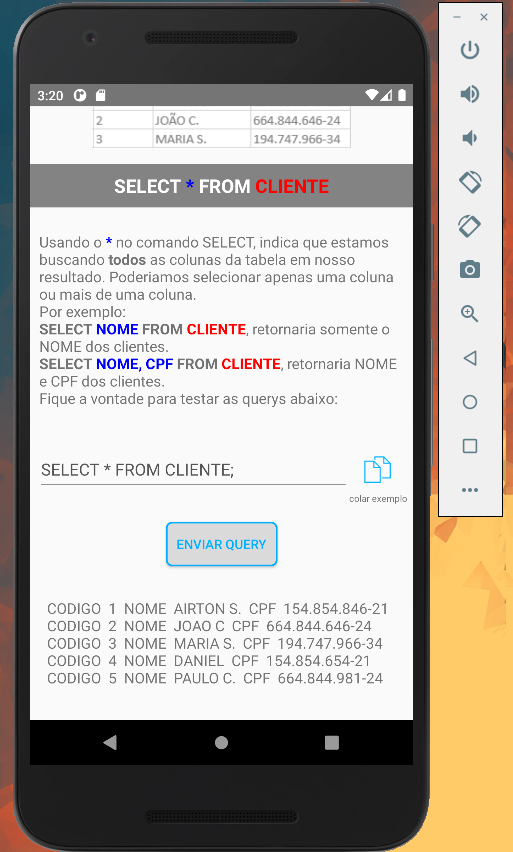 3:20
2 JOÃO C. 664.844.646-24
3 MARIA S. 194.747.966-34
SELECT * FROM CLIENTE
Usando o * no comando SELECT, indica que estamos
buscando todos as colunas da tabela em nosso
resultado. Poderiamos selecionar apenas uma coluna
ou mais de uma coluna.
Por exemplo:
SELECT NOME FROM CLIENTE, retornaria somente o
NOME dos clientes.
SELECT NOME, CPF FROM CLIENTE, retornaria NOME
e CPF dos clientes.
Fique a vontade para testar as querys abaixo:
SELECT * FROM CLIENTE;
colar exemplo
ENVIAR QUERY
CODIGO 1 NOME AIRTON S. CPF 154.854.846-21
CODIGO 2 NOME JOAO C CPF 664.844.646-24
CODIGO 3 NOME MARIA S. CPF 194.747.966-34
CODIGO 4 NOME DANIEL CPF 154.854.654-21
CODIGO 5 NOME PAULO C. CPF 664.844.981-24